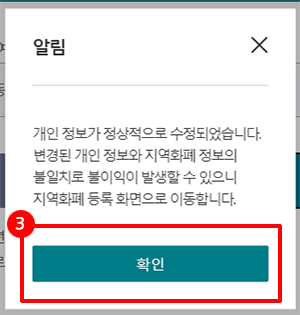 알림
개인 정보가 정상적으로 수정되었습니다.
변경된 개인 정보와 지역화폐 정보의
불일치로 불이익이 발생할 수 있으니
지역화폐 등록 화면으로 이동합니다.
3
확인